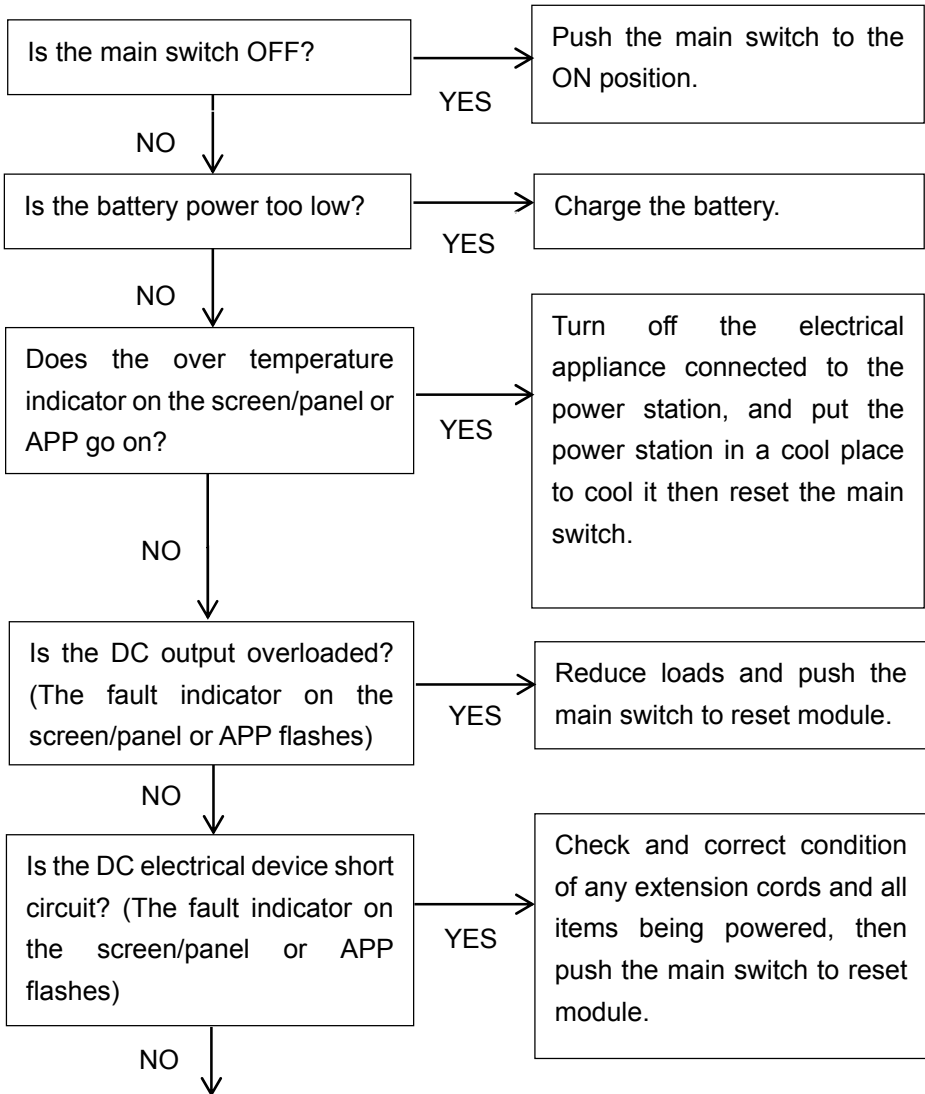 Is the main switch OFF?
Push the main switch to the
ON position.
YES
NO
Is the battery power too low?
Charge the battery.
YES
NO
Does the over temperature
indicator on the screen/panel or
APP go on?
Turn off the electrical
appliance connected to the
power station, and put the
power station in a cool place
to cool it then reset the main
switch.
YES
NO
Is the DC output overloaded?
(The fault indicator on the
screen/panel or APP flashes)
Reduce loads and push the
main switch to reset module.
YES
NO
Is the DC electrical device short
circuit? (The fault indicator on
the screen/panel or APP
flashes)
Check and correct condition
of any extension cords and all
items being powered, then
push the main switch to reset
module.
YES
NO